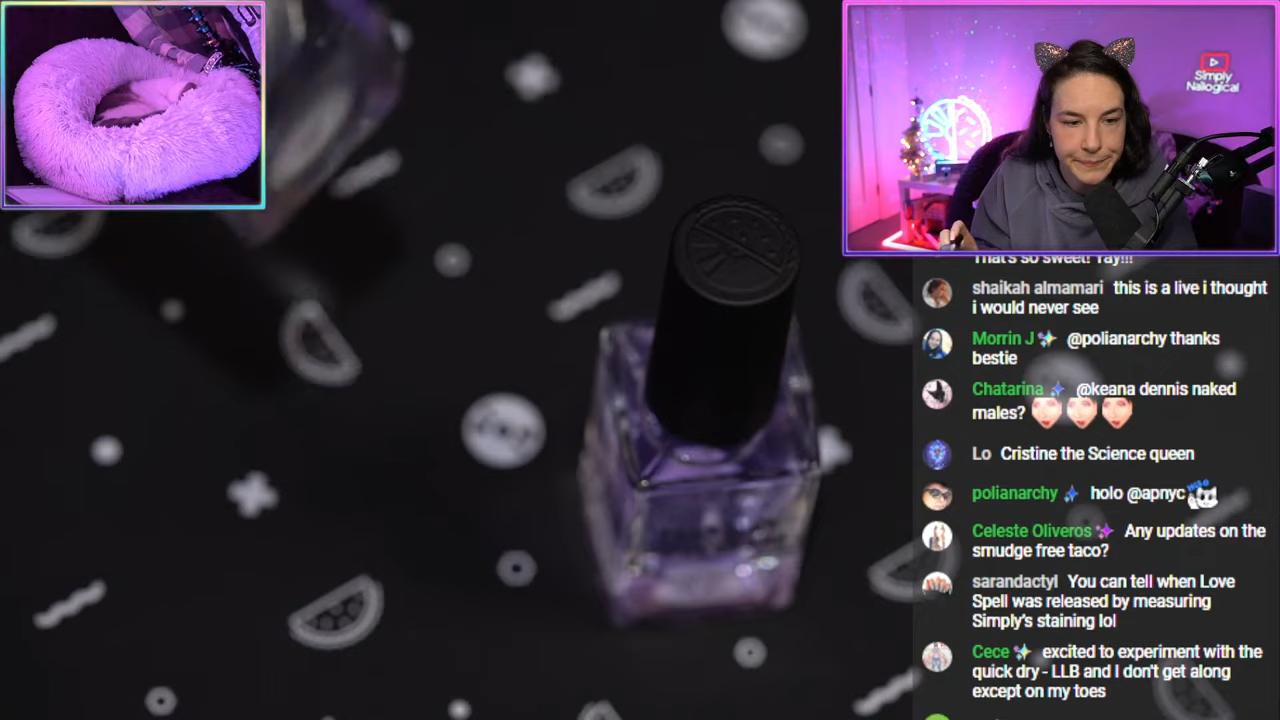 Simply
Nailogical
That's so sweet! Yay!!!
shaikah almamari this is a live i thought
i would never see
Morrin J @polianarchy thanks
bestie
Chatarina @keana dennis naked
males?
Lo Cristine the Science queen
polianarchy holo @apnyc
Celeste Oliveros Any updates on the
smudge free taco?
sarandactyl You can tell when Love
Spell was released by measuring
Simply's staining lol
Cece excited to experiment with the
quick dry - LLB and I don't get along
except on my toes